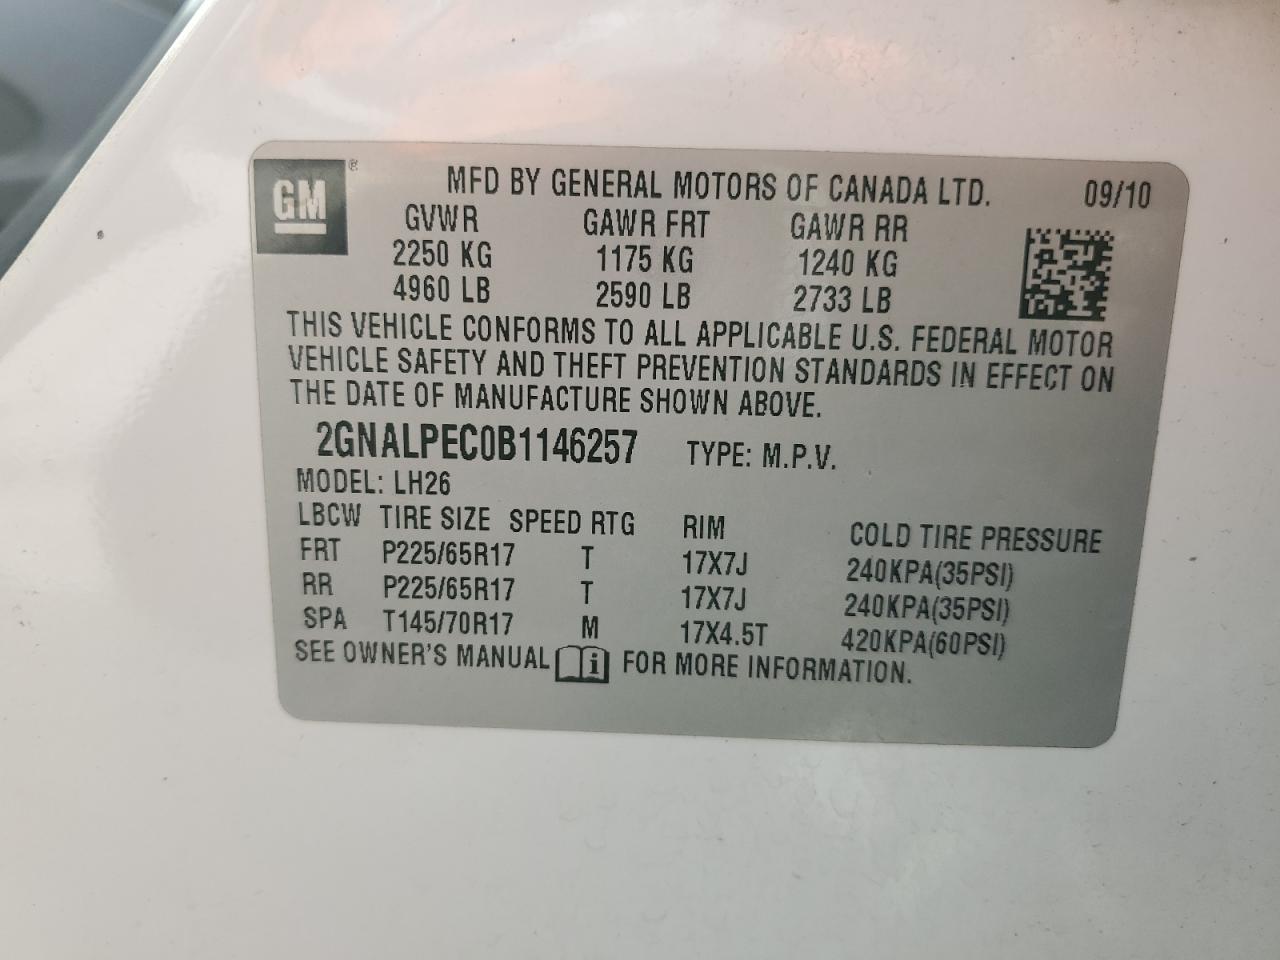 GM ®
MFD BY GENERAL MOTORS OF CANADA LTD. 09/10
GVWR GAWR FRT GAWR RR
2250 KG 1175 KG 1240 KG
4960 LB 2590 LB 2733 LB
THIS VEHICLE CONFORMS TO ALL APPLICABLE U.S. FEDERAL MOTOR
VEHICLE SAFETY AND THEFT PREVENTION STANDARDS IN EFFECT ON
THE DATE OF MANUFACTURE SHOWN ABOVE.
2GNALPEC0B1146257 TYPE: M.P.V.
MODEL: LH26
LBCW TIRE SIZE SPEED RTG RIM COLD TIRE PRESSURE
FRT P225/65R17 T 17X7J 240KPA(35PSI)
RR P225/65R17 T 17X7J 240KPA(35PSI)
SPA T145/70R17 M 17X4.5T 420KPA(60PSI)
SEE OWNER'S MANUAL i FOR MORE INFORMATION.